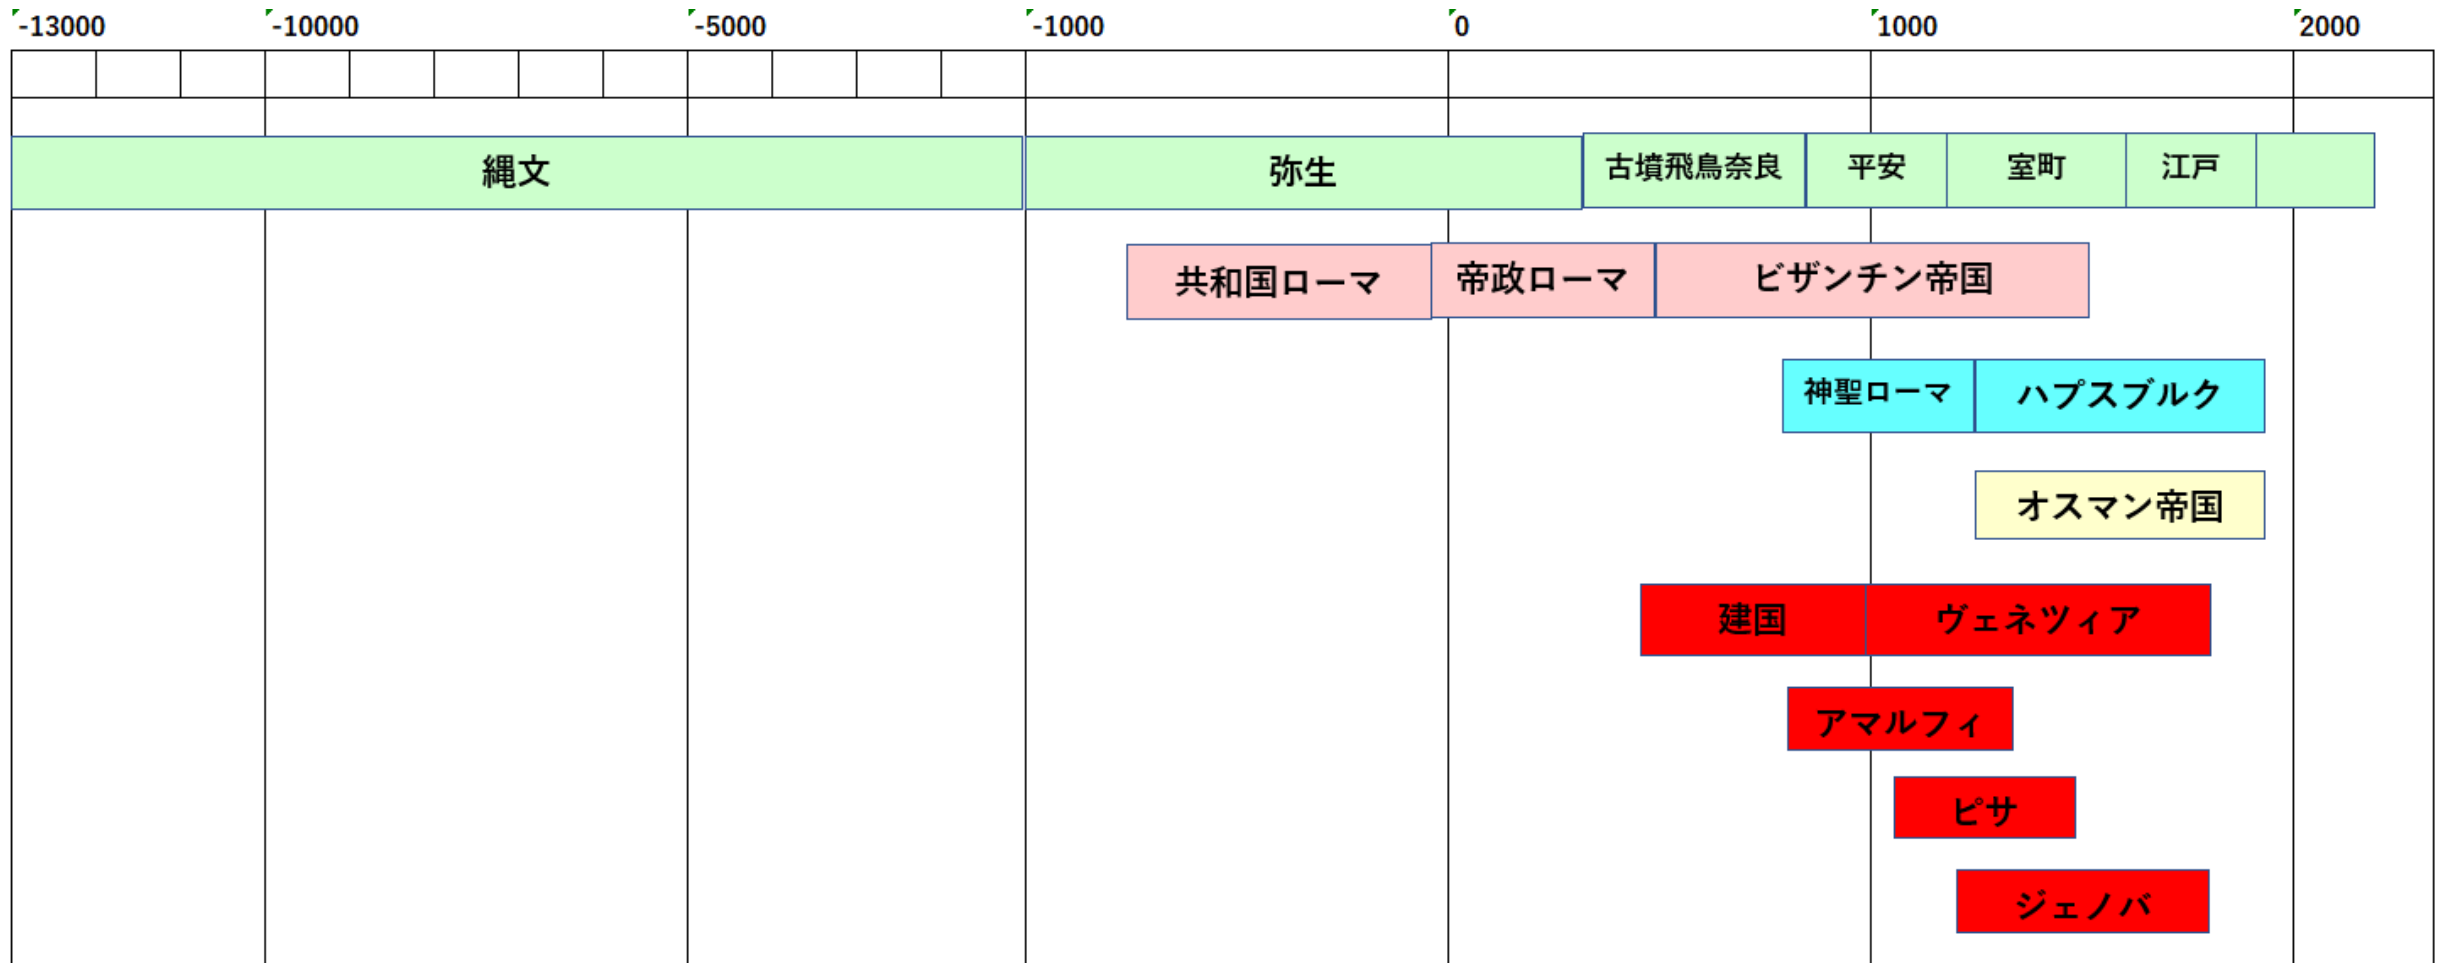 -13000 -10000 -5000 -1000 0 1000 2000
縄文 弥生 古墳飛鳥奈良 平安 室町 江戸
共和国ローマ 帝政ローマ ビザンチン帝国
神聖ローマ ハプスブルク
オスマン帝国
建国 ヴェネツィア
アマルフィ
ピサ
ジェノバ